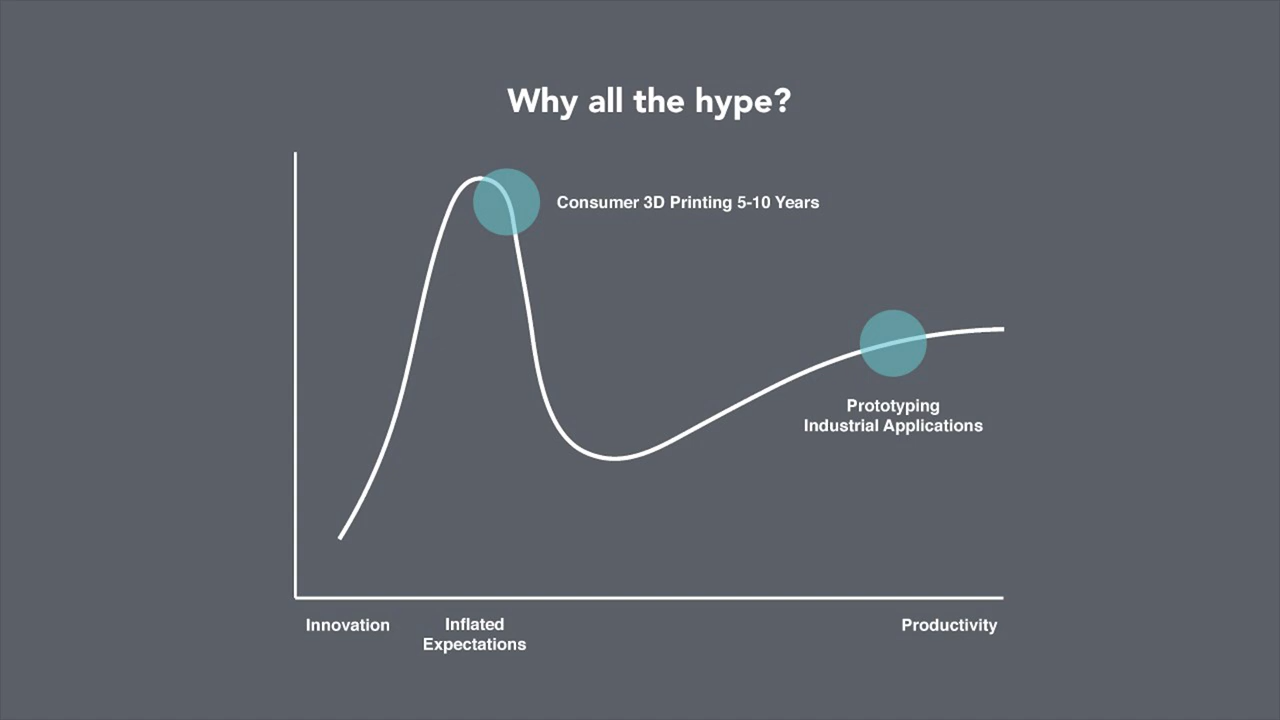 Why all the hype?
Consumer 3D Printing 5-10 Years
Prototyping
Industrial Applications
Innovation
Inflated
Expectations
Productivity